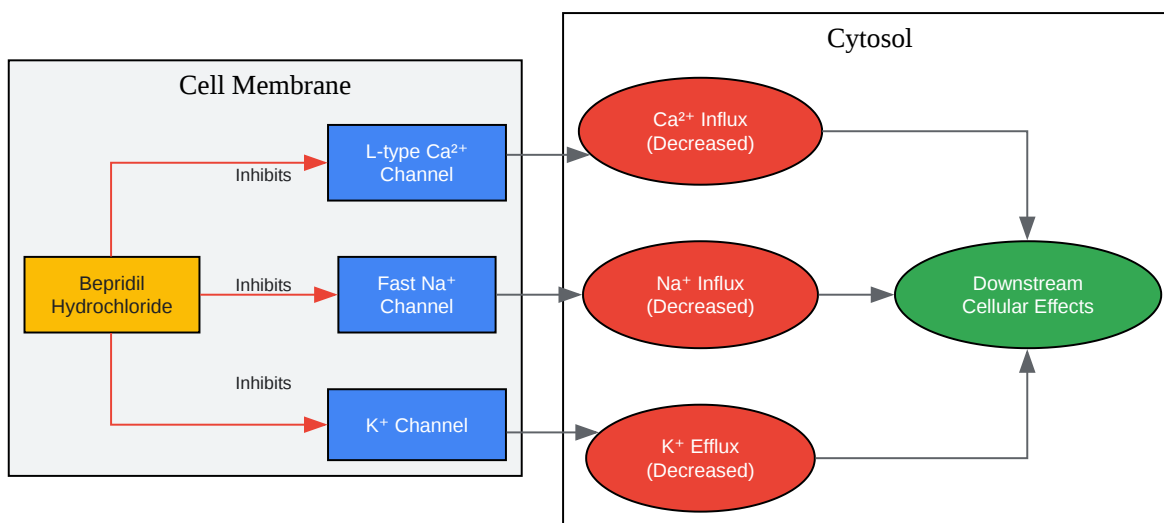 Cell Membrane
Bepridil
Hydrochloride
Inhibits
L-type Ca²⁺
Channel
Inhibits
Fast Na⁺
Channel
Inhibits
K⁺ Channel
Cytosol
Ca²⁺ Influx
(Decreased)
Na⁺ Influx
(Decreased)
K⁺ Efflux
(Decreased)
Downstream
Cellular Effects